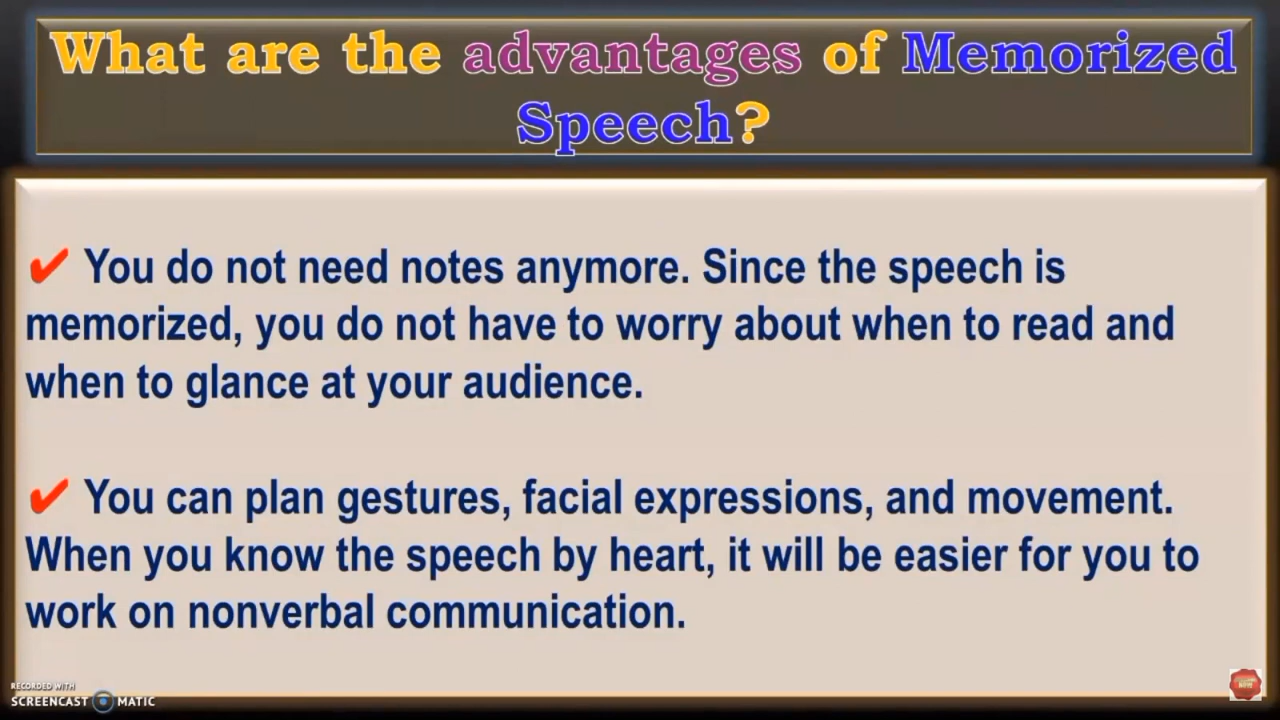 What are the advantages of Memorized
Speech?
✔ You do not need notes anymore. Since the speech is
memorized, you do not have to worry about when to read and
when to glance at your audience.
✔ You can plan gestures, facial expressions, and movement.
When you know the speech by heart, it will be easier for you to
work on nonverbal communication.
RECORDED WITH
SCREENCAST MATIC